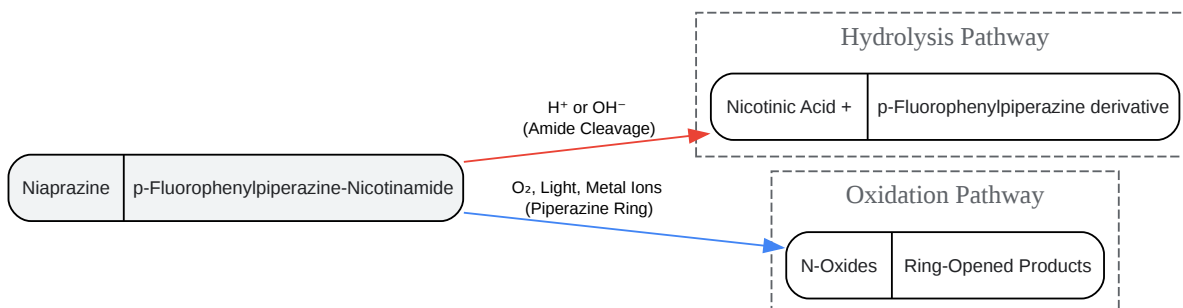 Hydrolysis Pathway
Nicotinic Acid + p-Fluorophenylpiperazine derivative
H⁺ or OH⁻
(Amide Cleavage)
Niaprazine p-Fluorophenylpiperazine-Nicotinamide
O₂, Light, Metal Ions
(Piperazine Ring)
Oxidation Pathway
N-Oxides Ring-Opened Products